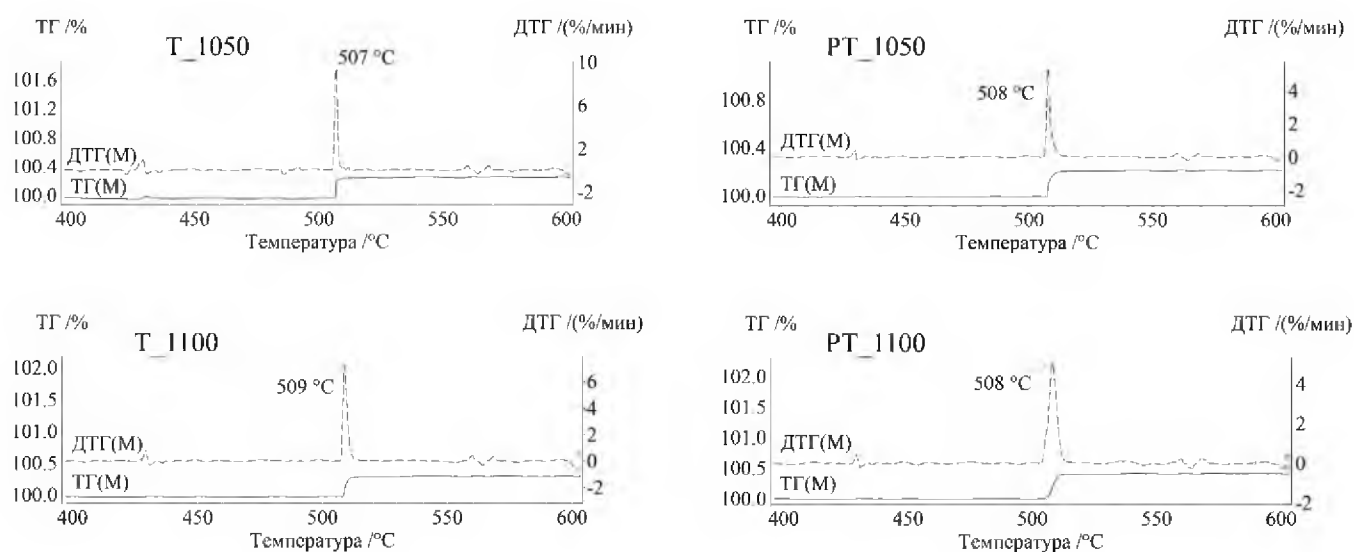 ТГ /%
ДТГ /(%/мин)
T_1050
507 °C
10
101.6
101.2
6
100.8
2
100.4
ДТГ(М)
100.0
ТГ(М)
-2
400 450 500 550 600
Температура /°C
ТГ /%
ДТГ /(%/мин)
PT_1050
508 °C
4
100.8
2
100.4
ДТГ(М)
0
100.0
ТГ(М)
-2
400 450 500 550 600
Температура /°C
ТГ /%
ДТГ /(%/мин)
T_1100
509 °C
102.0
6
101.5
4
101.0
2
ДТГ(М)
100.5
0
ТГ(М)
100.0
-2
400 450 500 550 600
Температура /°C
ТГ /%
ДТГ /(%/мин)
PT_1100
508 °C
102.0
4
101.5
2
101.0
ДТГ(М)
100.5
0
ТГ(М)
100.0
-2
400 450 500 550 600
Температура /°C